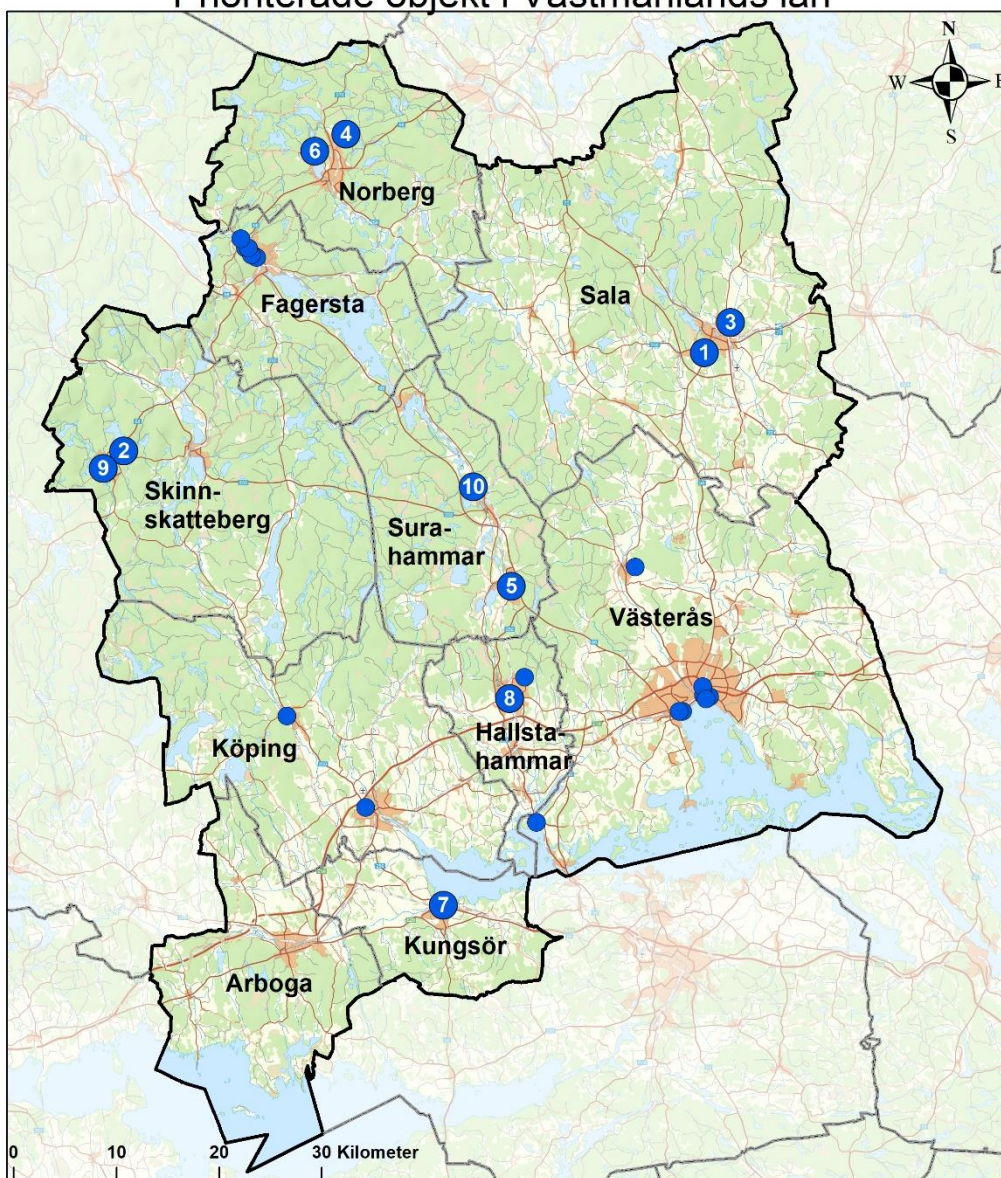 Prioriterade objekt i Västmanlands län
N
W E
S
4
6
Norberg
Fagersta
Sala
3
1
2
9
Skinn-
skatteberg
10
Sura-
hammar
5
Västerås
8
Hallsta-
hammar
Köping
7
Kungsör
Arboga
0 10 20 30 Kilometer